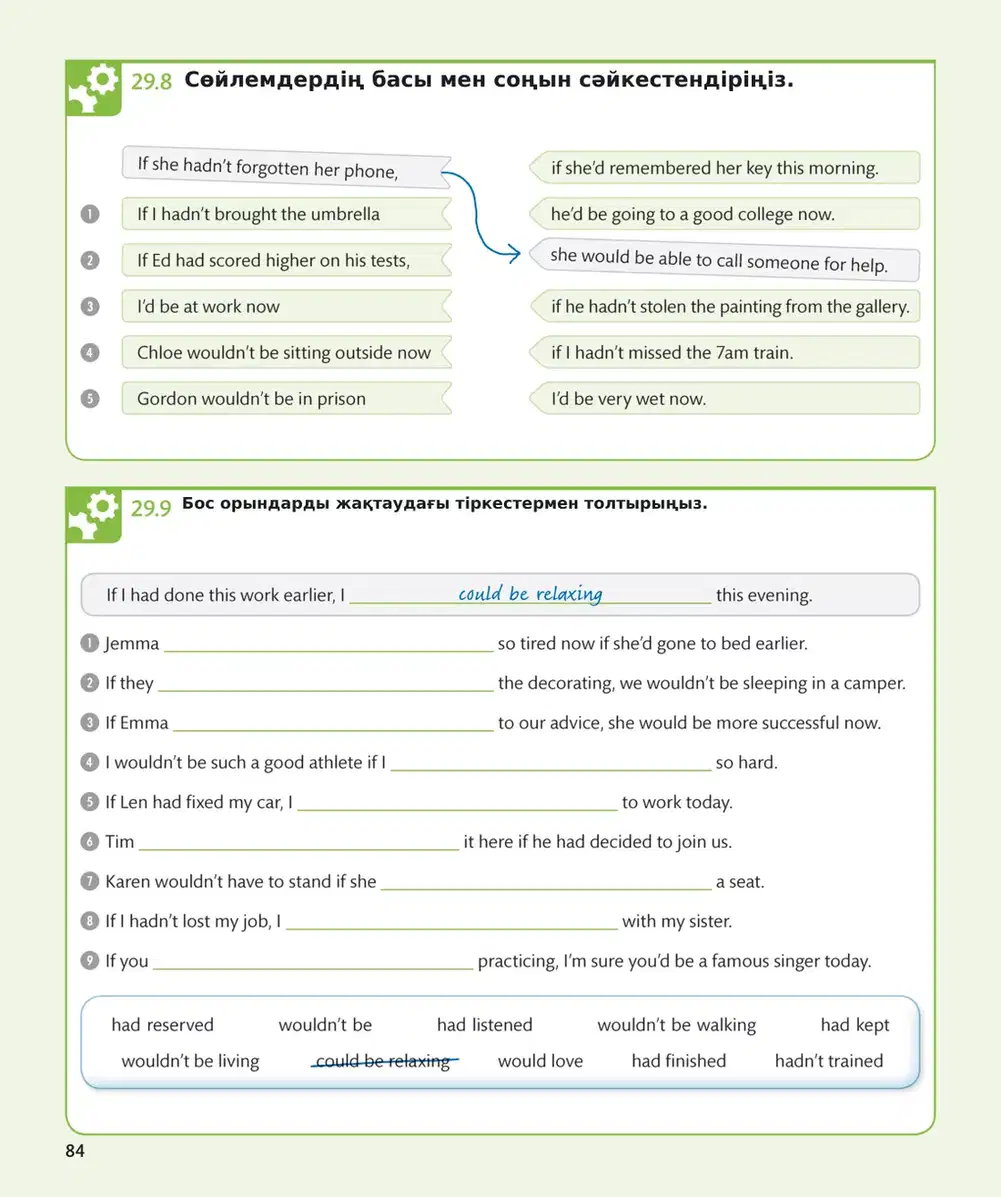 29.8 Сөйлемдердің басы мен соңын сәйкестендіріңіз.
If she hadn't forgotten her phone,
if she'd remembered her key this morning.
1 If I hadn't brought the umbrella
he'd be going to a good college now.
2 If Ed had scored higher on his tests,
she would be able to call someone for help.
3 I'd be at work now
if he hadn't stolen the painting from the gallery.
4 Chloe wouldn't be sitting outside now
if I hadn't missed the 7am train.
5 Gordon wouldn't be in prison
I'd be very wet now.
29.9 Бос орындарды жақтаудағы тіркестермен толтырыңыз.
If I had done this work earlier, I could be relaxing this evening.
1 Jemma ______ so tired now if she'd gone to bed earlier.
2 If they ______ the decorating, we wouldn't be sleeping in a camper.
3 If Emma ______ to our advice, she would be more successful now.
4 I wouldn't be such a good athlete if I ______ so hard.
5 If Len had fixed my car, I ______ to work today.
6 Tim ______ it here if he had decided to join us.
7 Karen wouldn't have to stand if she ______ a seat.
8 If I hadn't lost my job, I ______ with my sister.
9 If you ______ practicing, I'm sure you'd be a famous singer today.
had reserved wouldn't be had listened wouldn't be walking had kept
wouldn't be living could be relaxing would love had finished hadn't trained
84